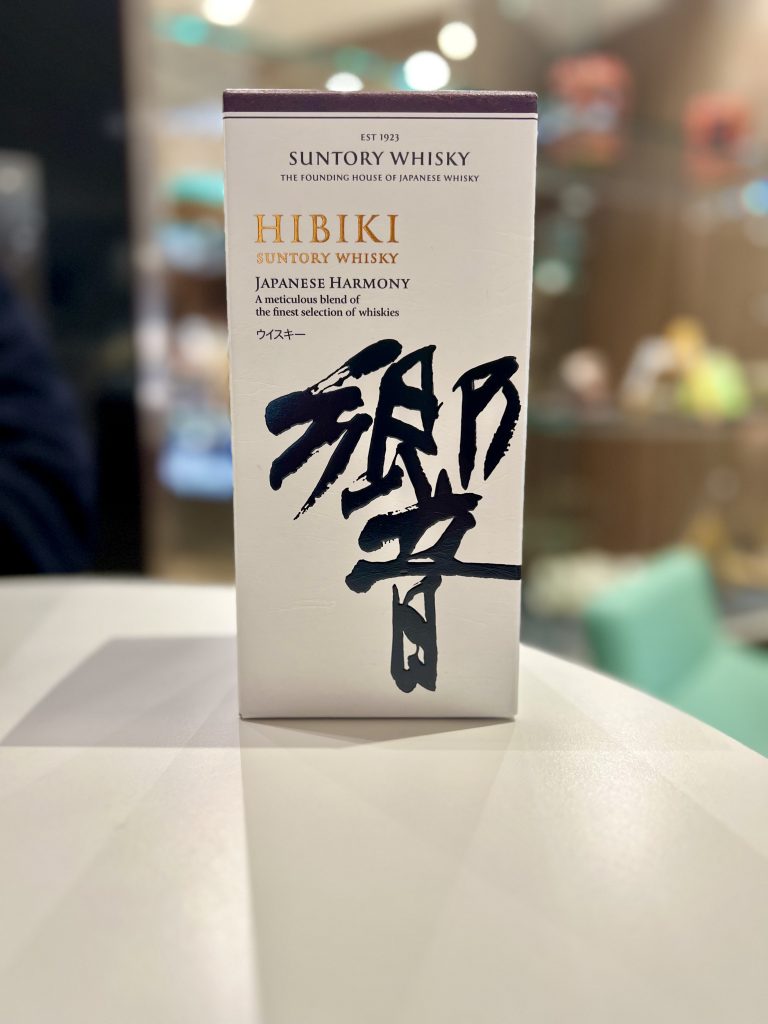 EST 1923
SUNTORY WHISKY
THE FOUNDING HOUSE OF JAPANESE WHISKY
HIBIKI
SUNTORY WHISKY
JAPANESE HARMONY
A meticulous blend of
the finest selection of whiskies
ウイスキー
響